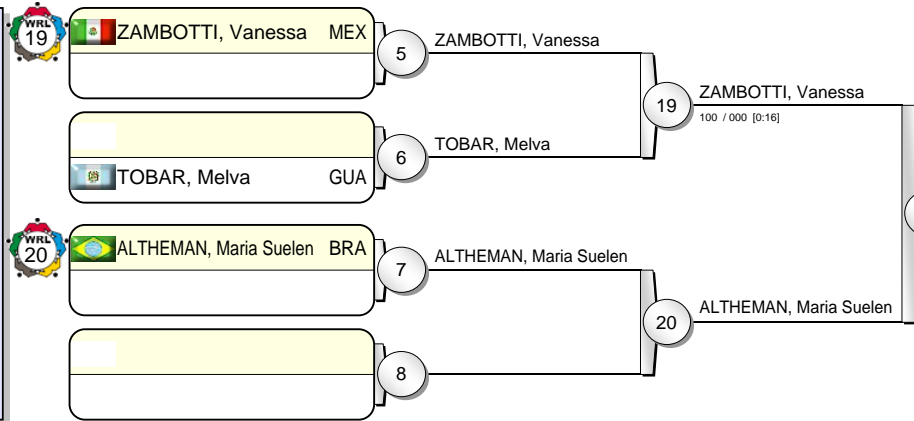 WRL
19
ZAMBOTTI, Vanessa MEX
5
ZAMBOTTI, Vanessa
19
ZAMBOTTI, Vanessa
100 / 000 [0:16]
6
TOBAR, Melva
TOBAR, Melva GUA
WRL
20
ALTHEMAN, Maria Suelen BRA
7
ALTHEMAN, Maria Suelen
20
ALTHEMAN, Maria Suelen
8